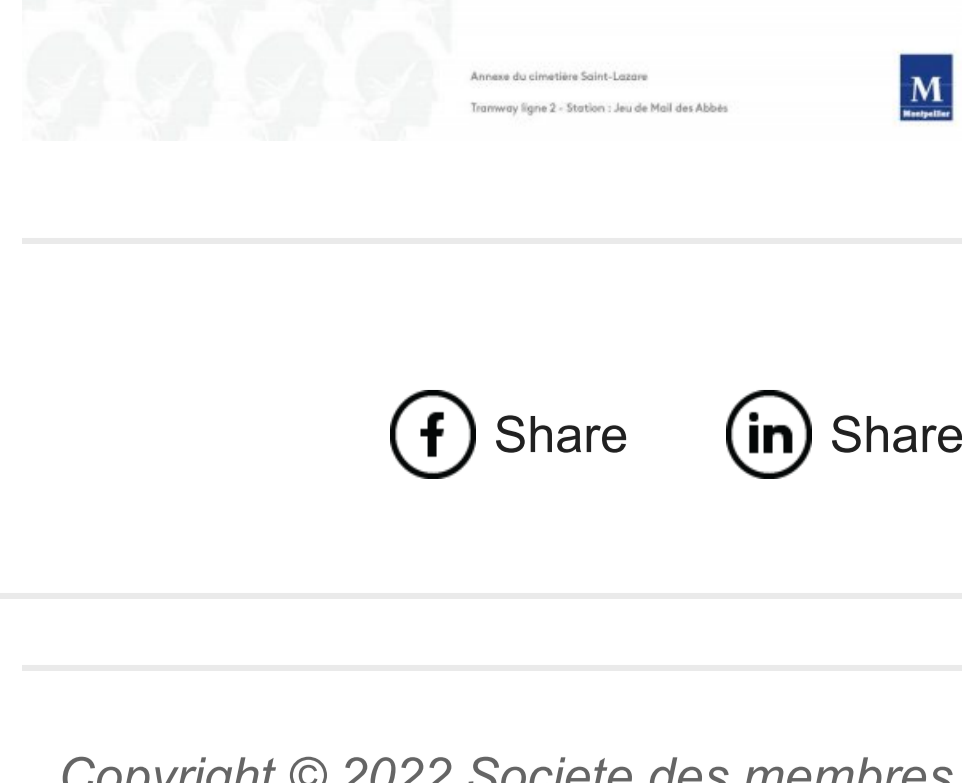 Annexe du cimetière Saint-Lazare
Tramway ligne 2 - Station : Jeu de Mail des Abbés
M
Montpellier
f Share
in Share
Copyright © 2022 Societe des membres